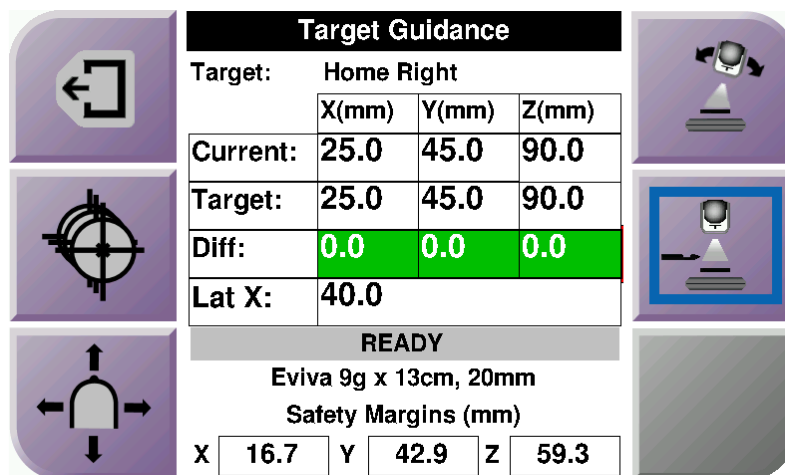 Target Guidance
Target: Home Right
X(mm) Y(mm) Z(mm)
Current: 25.0 45.0 90.0
Target: 25.0 45.0 90.0
Diff: 0.0 0.0 0.0
Lat X: 40.0
READY
Eviva 9g x 13cm, 20mm
Safety Margins (mm)
X 16.7 Y 42.9 Z 59.3